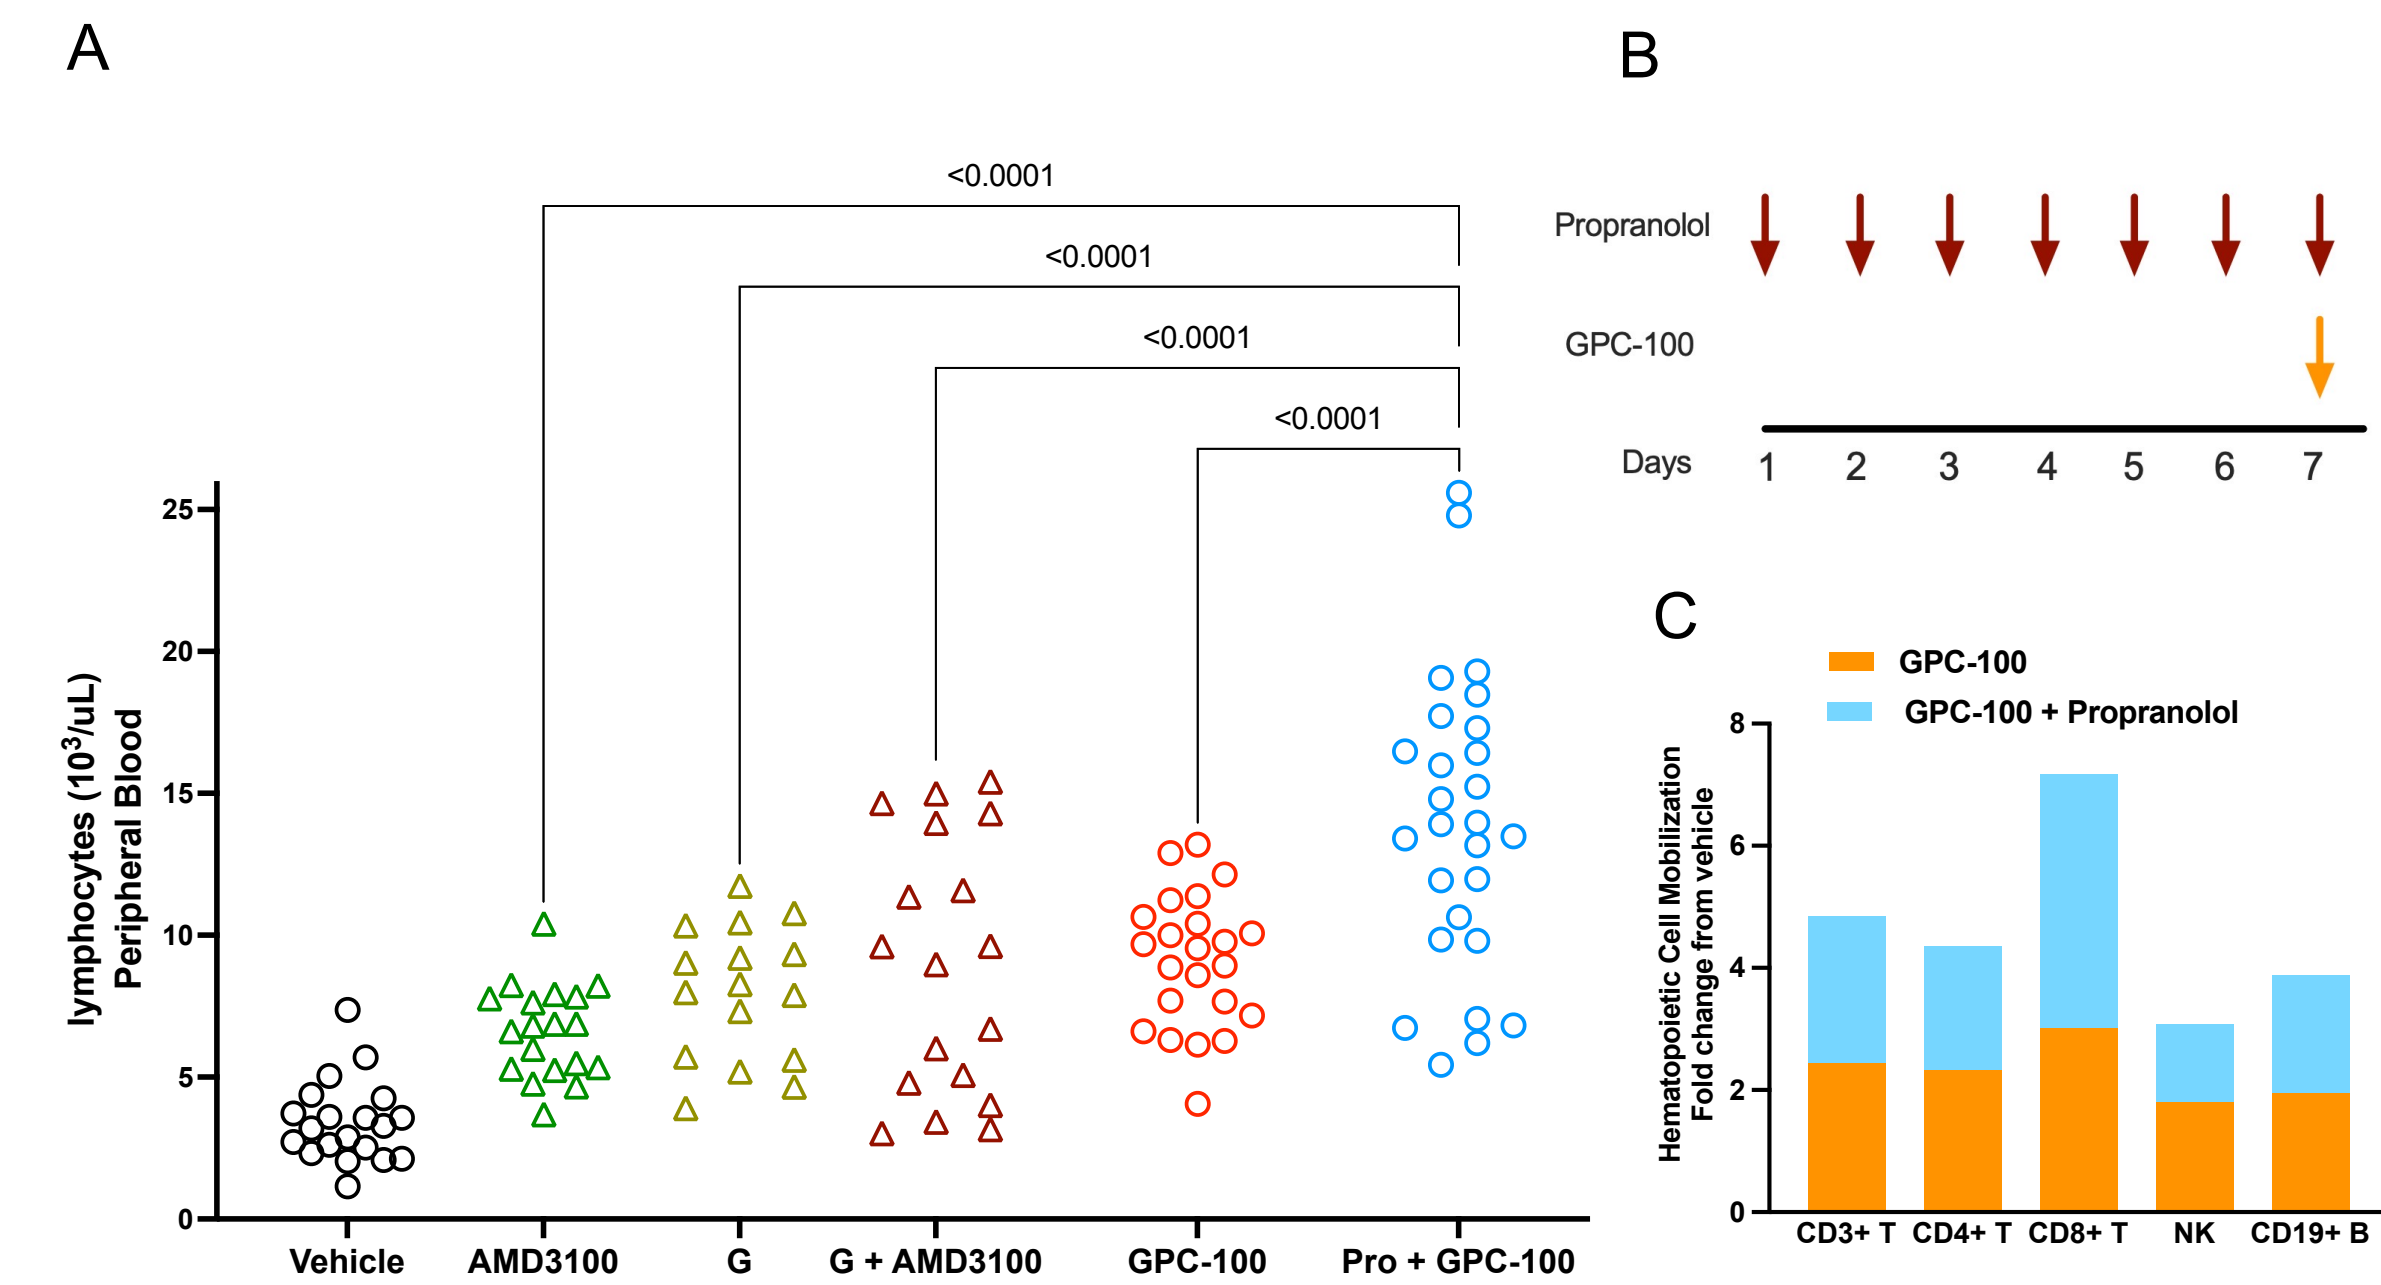 A
<0.0001
<0.0001
<0.0001
<0.0001
lymphocytes (10³/uL)
Peripheral Blood
25
20
15
10
5
0
Vehicle AMD3100 G G + AMD3100 GPC-100 Pro + GPC-100
B
Propranolol
GPC-100
Days 1 2 3 4 5 6 7
C
GPC-100
GPC-100 + Propranolol
Hematopoietic Cell Mobilization
Fold change from vehicle
8
6
4
2
0
CD3+ T CD4+ T CD8+ T NK CD19+ B